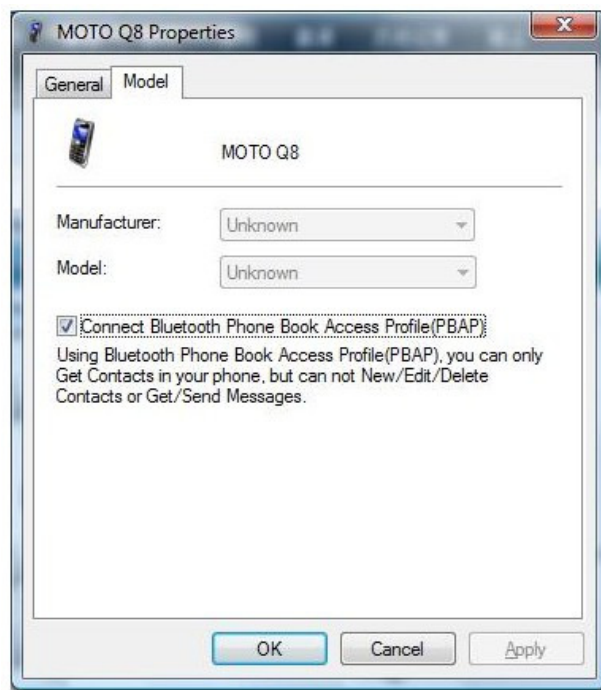 MOTO Q8 Properties
General Model
MOTO Q8
Manufacturer: Unknown
Model: Unknown
Connect Bluetooth Phone Book Access Profile(PBAP)
Using Bluetooth Phone Book Access Profile(PBAP), you can only
Get Contacts in your phone, but can not New/Edit/Delete
Contacts or Get/Send Messages.
OK Cancel Apply